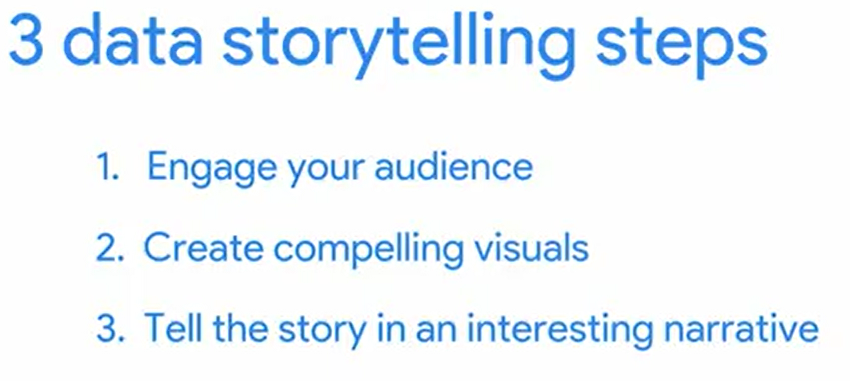 3 data storytelling steps
1. Engage your audience
2. Create compelling visuals
3. Tell the story in an interesting narrative